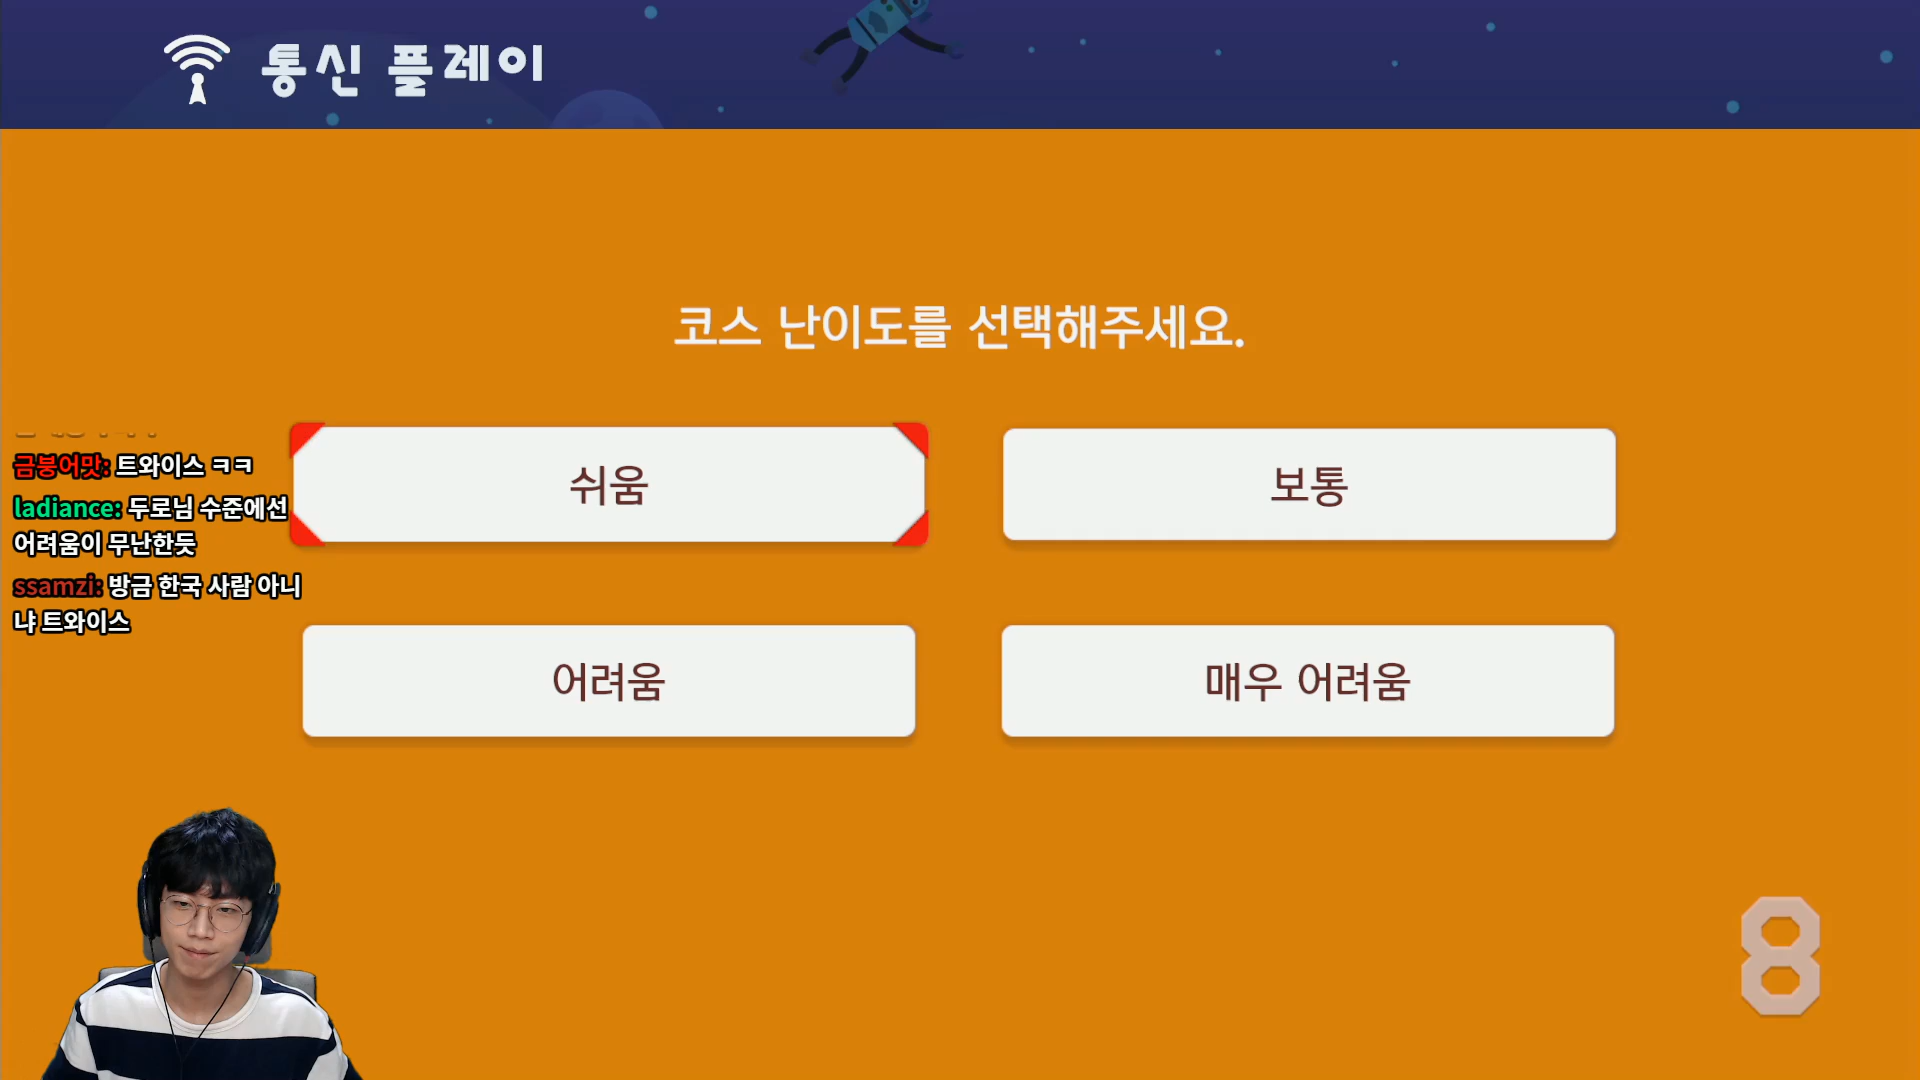 통신 플레이
코스 난이도를 선택해주세요.
쉬움
보통
어려움
매우 어려움
금붕어맛: 트와이스 ㅋㅋ
ladiance: 두로님 수준에선
어려움이 무난한듯
ssamzi: 방금 한국 사람 아니
냐 트와이스
8